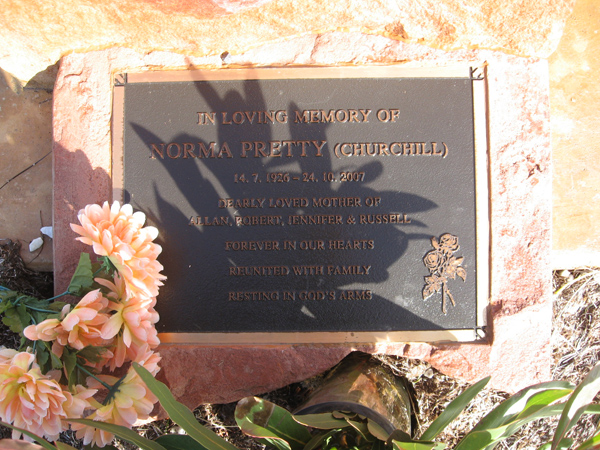 IN LOVING MEMORY OF
NORMA PRETTY (CHURCHILL)
14. 7. 1926 – 24. 10. 2007
DEARLY LOVED MOTHER OF
ALLAN, ROBERT, JENNIFER & RUSSELL
FOREVER IN OUR HEARTS
REUNITED WITH FAMILY
RESTING IN GOD'S ARMS